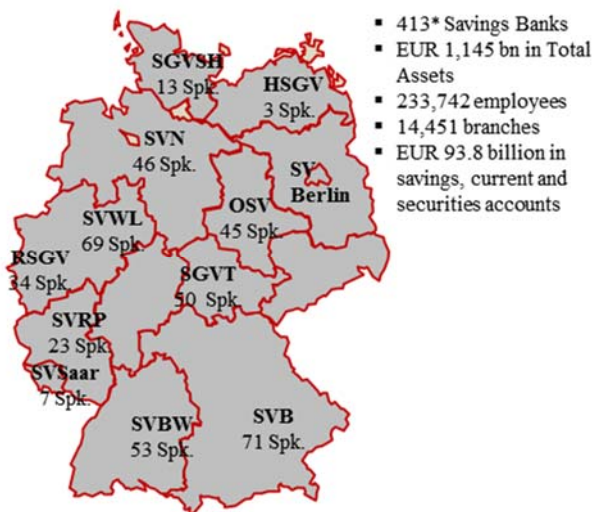 SGVSH
13 Spk.
HSGV
3 Spk.
SVN
46 Spk.
SV
Berlin
OSV
45 Spk.
SVWL
69 Spk.
RSGV
34 Spk.
SGVT
50 Spk.
SVRP
23 Spk.
SVSaar
7 Spk.
SVBW
53 Spk.
SVB
71 Spk.
▪ 413* Savings Banks
▪ EUR 1,145 bn in Total
Assets
▪ 233,742 employees
▪ 14,451 branches
▪ EUR 93.8 billion in
savings, current and
securities accounts